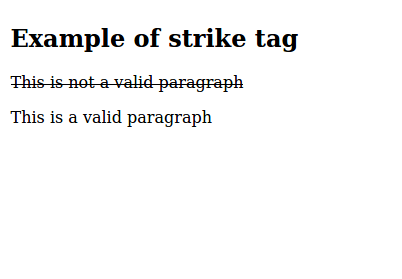 Example of strike tag
This is not a valid paragraph
This is a valid paragraph